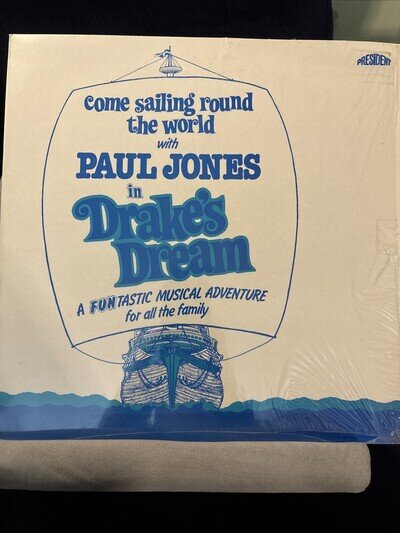 PRESIDENT
come sailing round
the world
with
PAUL JONES
in
Drake's
Dream
A FUNTASTIC MUSICAL ADVENTURE
for all the family